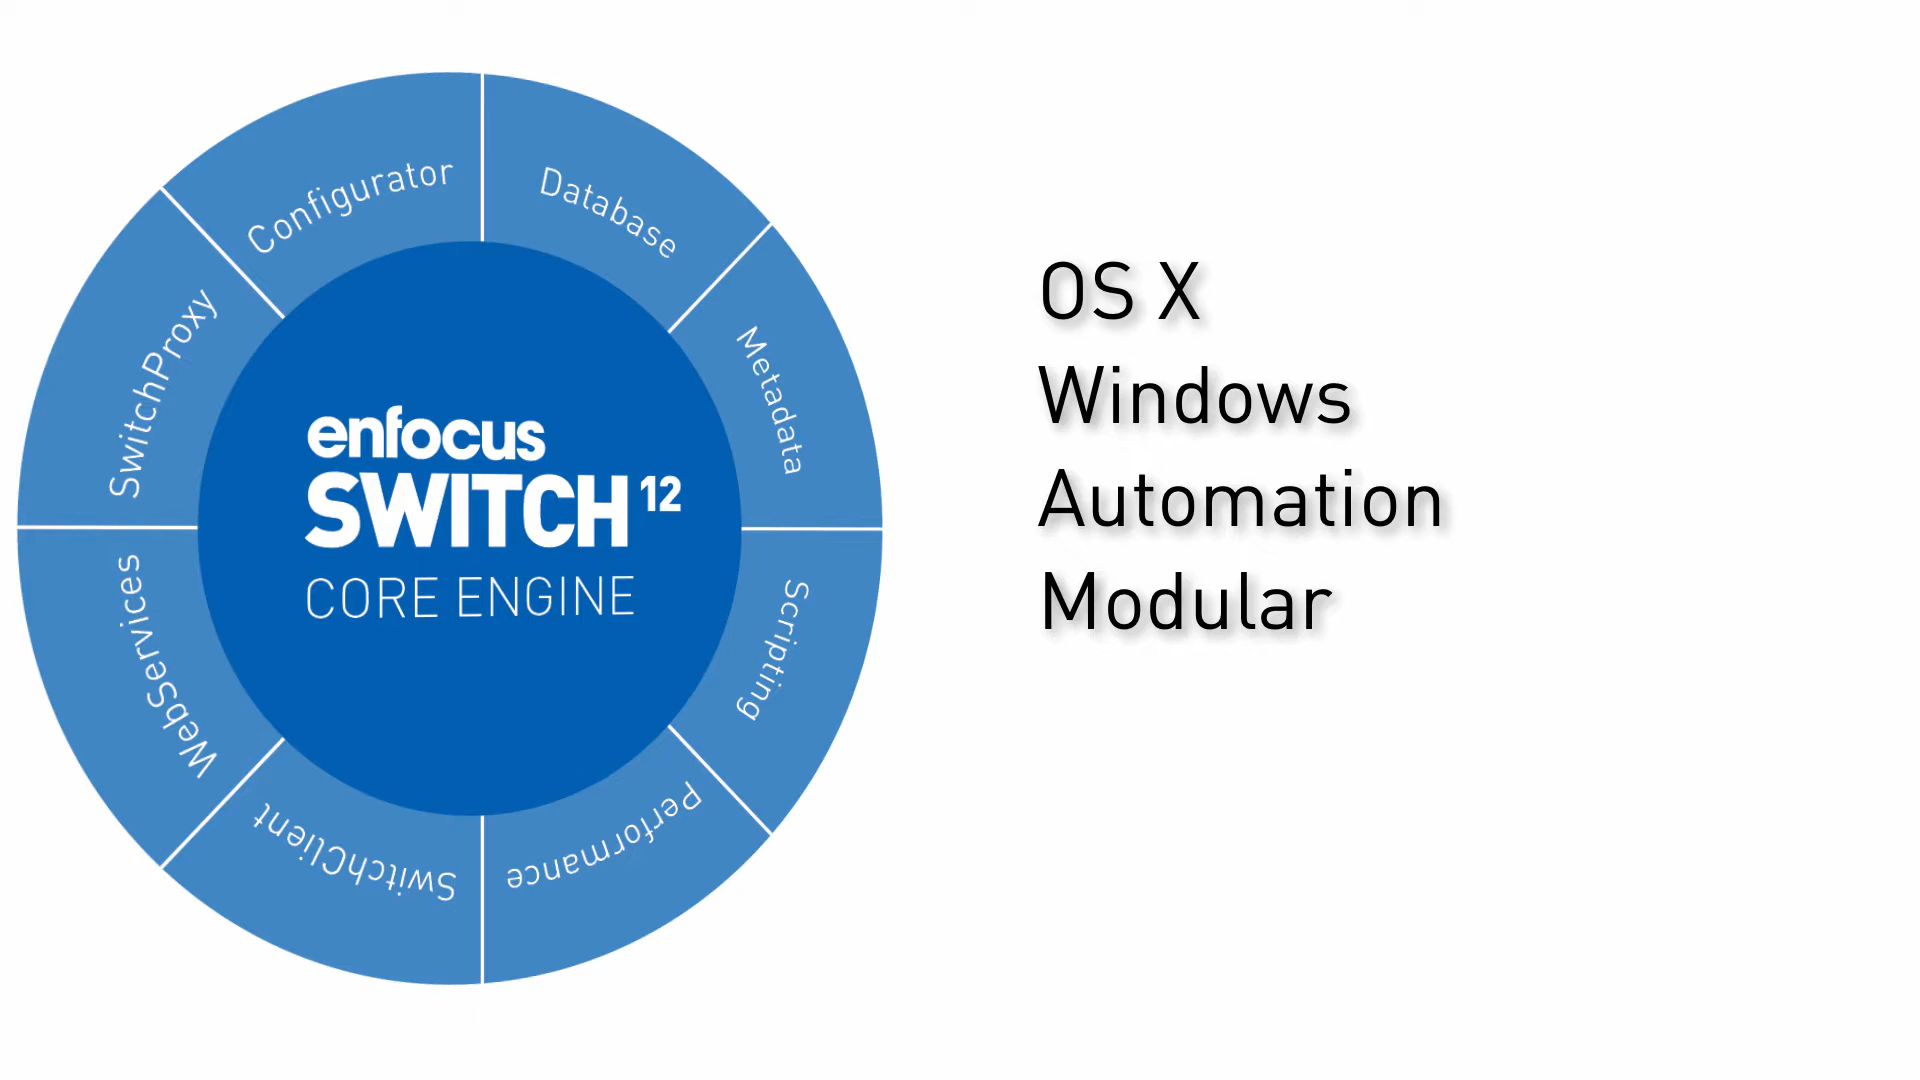 Configurator
Database
Metadata
Scripting
Performance
SwitchClient
WebServices
SwitchProxy
enfocus
SWITCH 12
CORE ENGINE
OS X
Windows
Automation
Modular